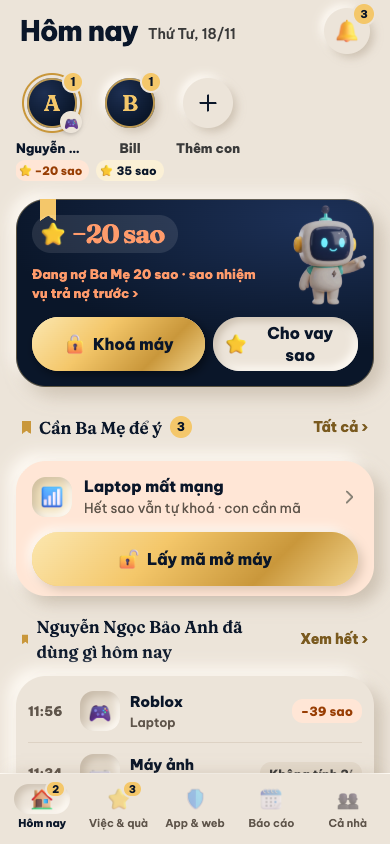 Hôm nay Thứ Tư, 18/11
3
A 1
B 1
Nguyễn ...
Bill
Thêm con
−20 sao
35 sao
−20 sao
Đang nợ Ba Mẹ 20 sao · sao nhiệm
vụ trả nợ trước ›
Khoá máy
Cho vay
sao
Cần Ba Mẹ để ý 3
Tất cả ›
Laptop mất mạng
Hết sao vẫn tự khoá · con cần mã
Lấy mã mở máy
Nguyễn Ngọc Bảo Anh đã
dùng gì hôm nay
Xem hết ›
11:56
Roblox
Laptop
−39 sao
Máy ảnh
2
3
Hôm nay
Việc & quà
App & web
Báo cáo
Cả nhà